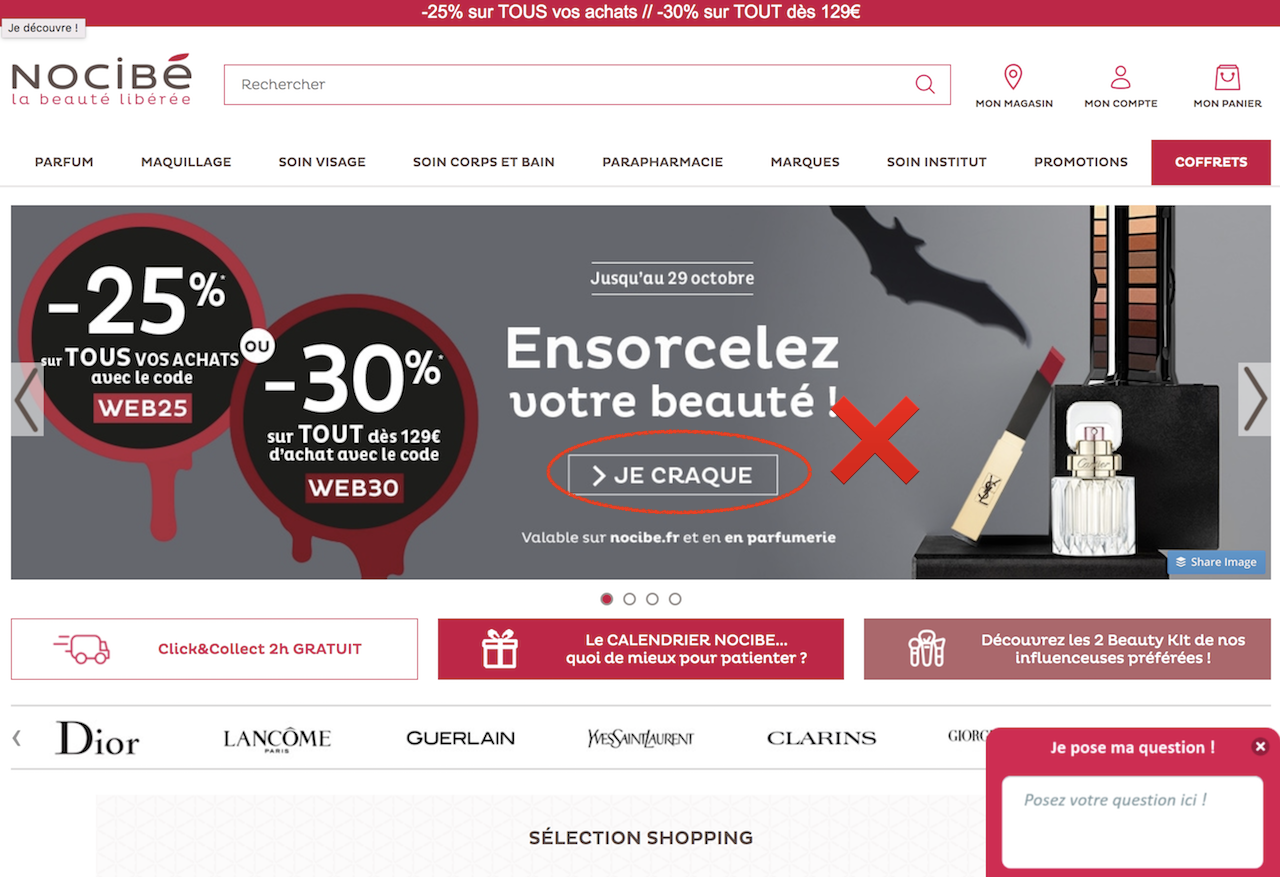 -25% sur TOUS vos achats // -30% sur TOUT dès 129€
Je découvre !
NOCIBÉ
la beauté libérée
Rechercher
MON MAGASIN
MON COMPTE
MON PANIER
PARFUM
MAQUILLAGE
SOIN VISAGE
SOIN CORPS ET BAIN
PARAPHARMACIE
MARQUES
SOIN INSTITUT
PROMOTIONS
COFFRETS
-25%*
sur TOUS VOS ACHATS
avec le code
WEB25
OU
-30%*
sur TOUT dès 129€
d'achat avec le code
WEB30
Jusqu'au 29 octobre
Ensorcelez
votre beauté !
> JE CRAQUE
Valable sur nocibe.fr et en en parfumerie
Cartier
YSL
Share Image
Click&Collect 2h GRATUIT
Le CALENDRIER NOCIBE...
quoi de mieux pour patienter ?
Découvrez les 2 Beauty KIt de nos
influenceuses préférées !
Dior
LANCÔME
PARIS
GUERLAIN
YVES SAINT LAURENT
CLARINS
GIORG
Je pose ma question !
Posez votre question ici !
SÉLECTION SHOPPING